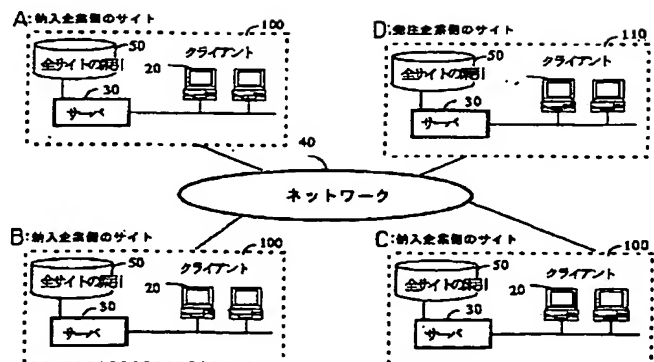 A:納入企業側のサイト
100
50
全サイトの索引
クライアント
20
30
サーバ
D:発注企業側のサイト
110
50
全サイトの索引
クライアント
20
30
サーバ
40
ネットワーク
B:納入企業側のサイト
100
50
全サイトの索引
クライアント
20
30
サーバ
C:納入企業側のサイト
100
50
全サイトの索引
クライアント
20
30
サーバ